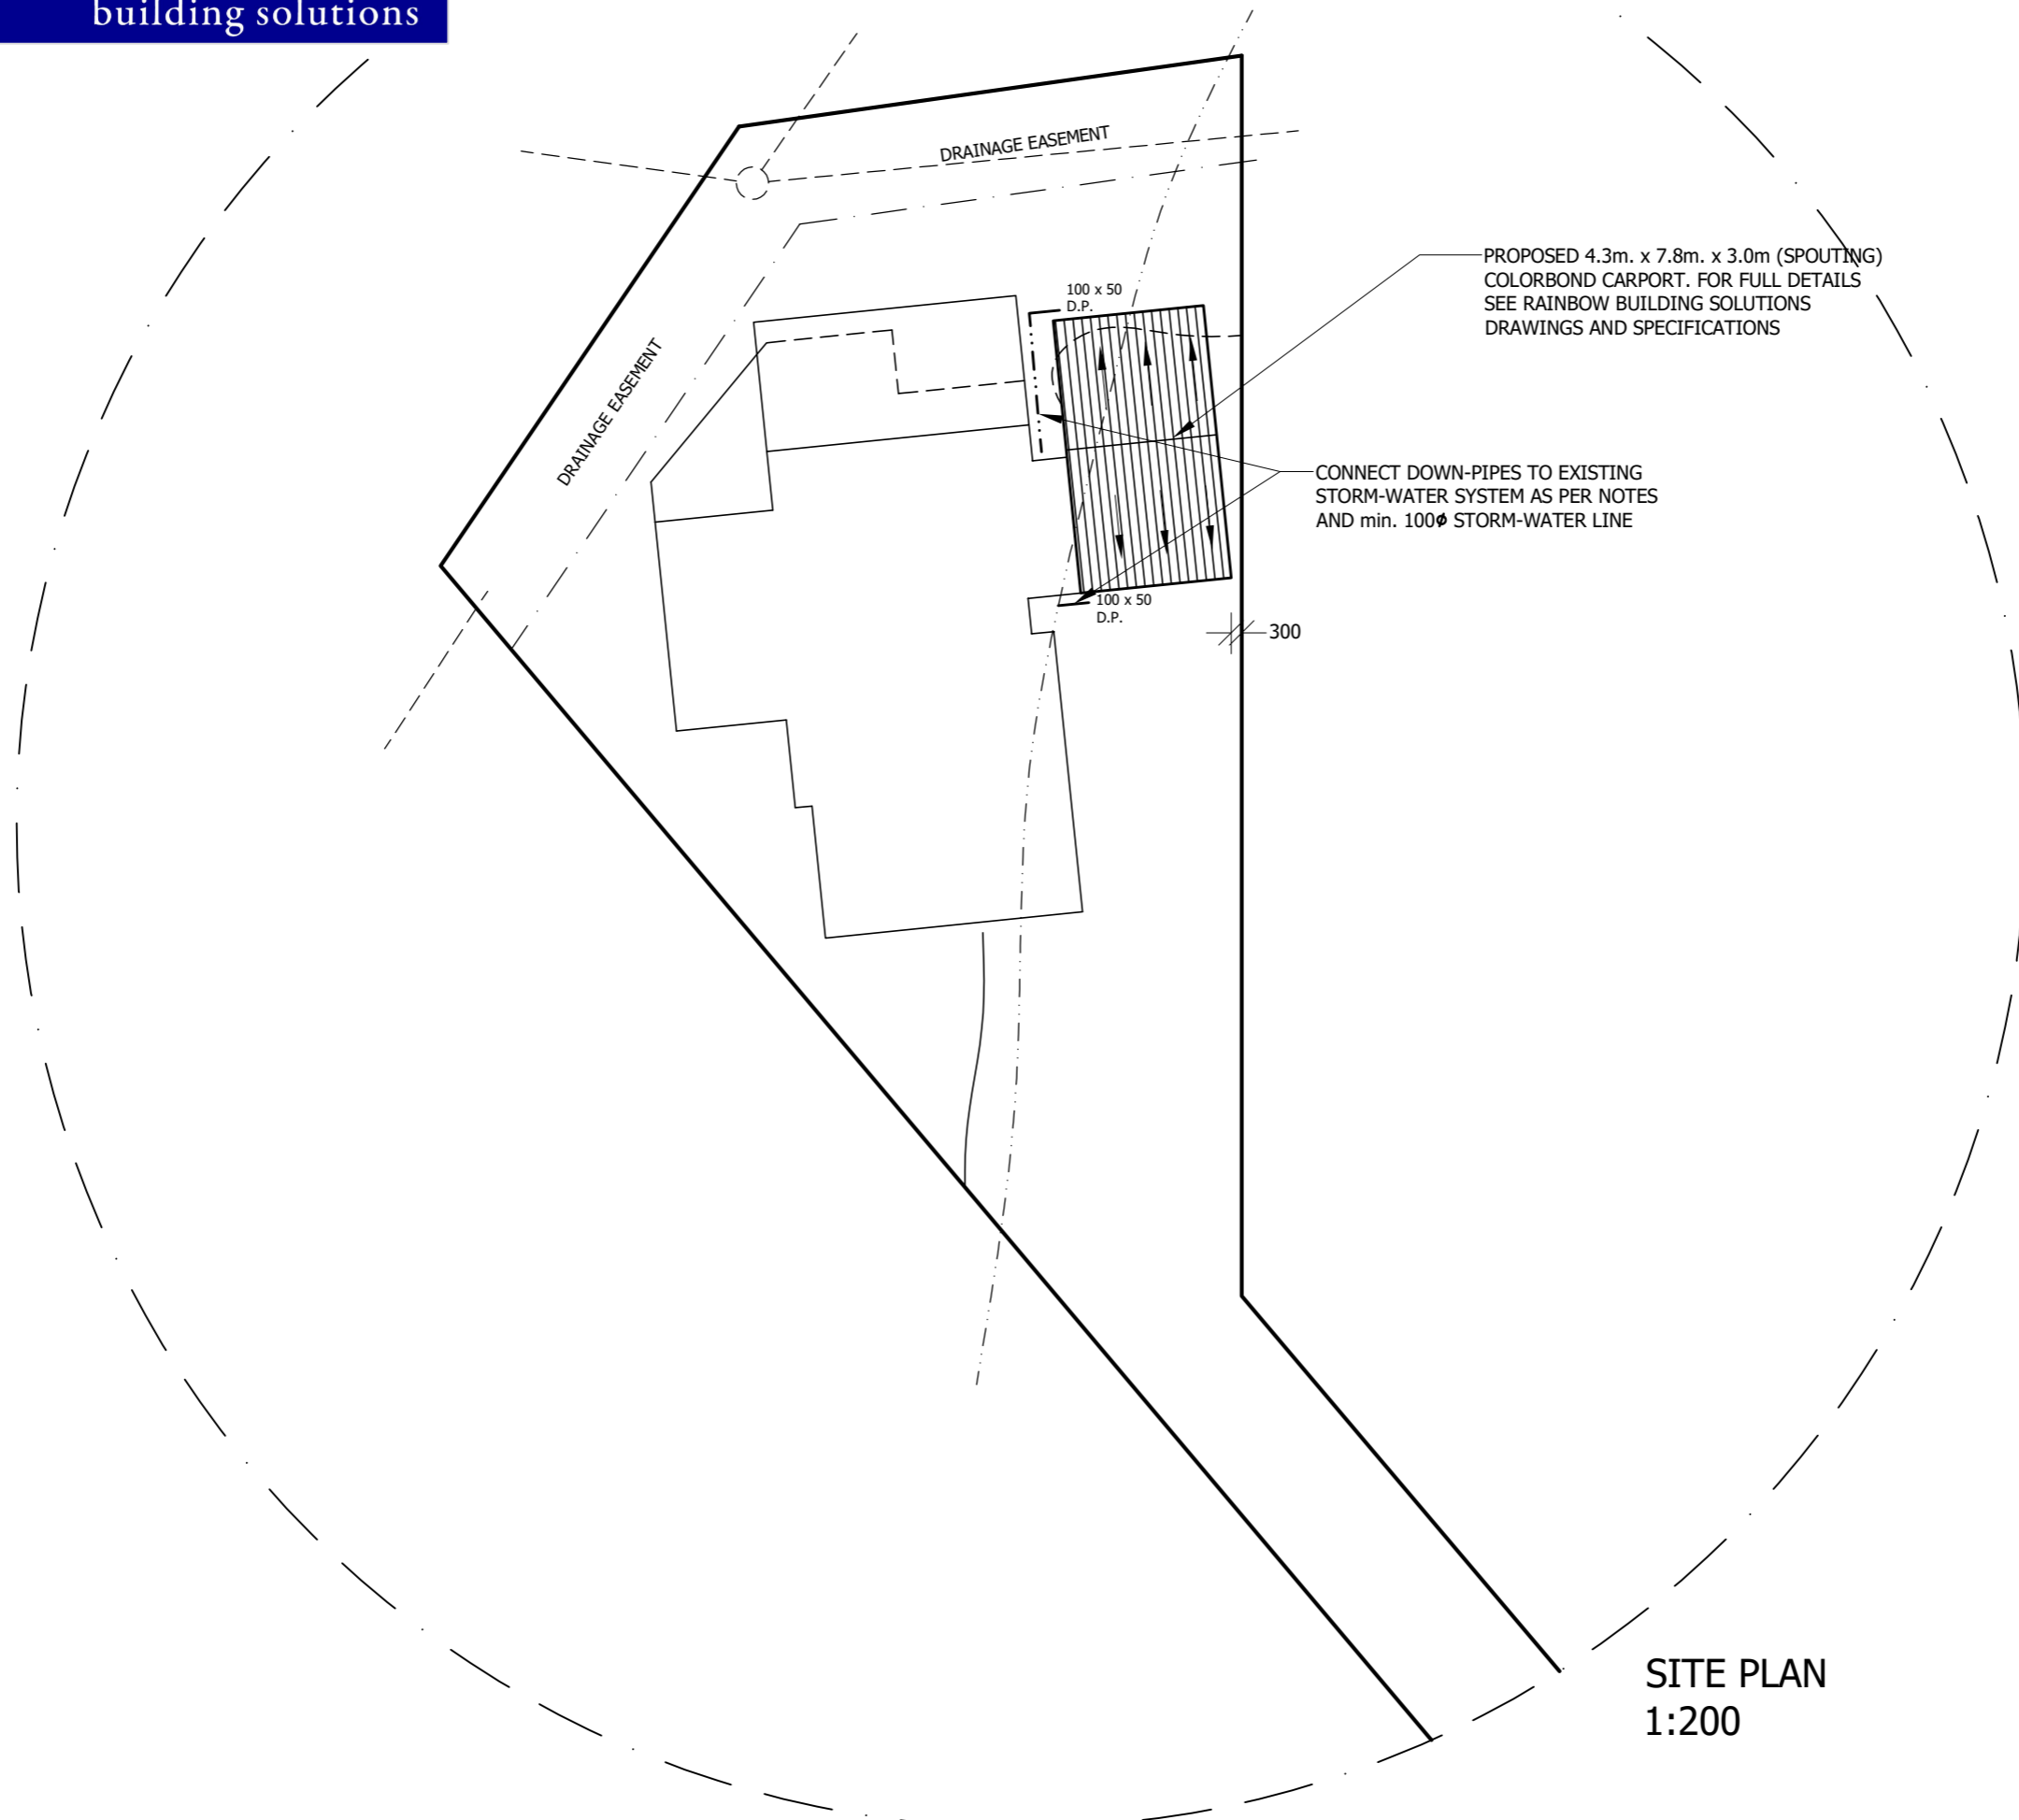 building solutions
DRAINAGE EASEMENT
PROPOSED 4.3m. x 7.8m. x 3.0m (SPOUTING)
COLORBOND CARPORT. FOR FULL DETAILS
SEE RAINBOW BUILDING SOLUTIONS
DRAWINGS AND SPECIFICATIONS
100 x 50
D.P.
DRAINAGE EASEMENT
CONNECT DOWN-PIPES TO EXISTING
STORM-WATER SYSTEM AS PER NOTES
AND min. 100ø STORM-WATER LINE
100 x 50
D.P.
300
SITE PLAN
1:200